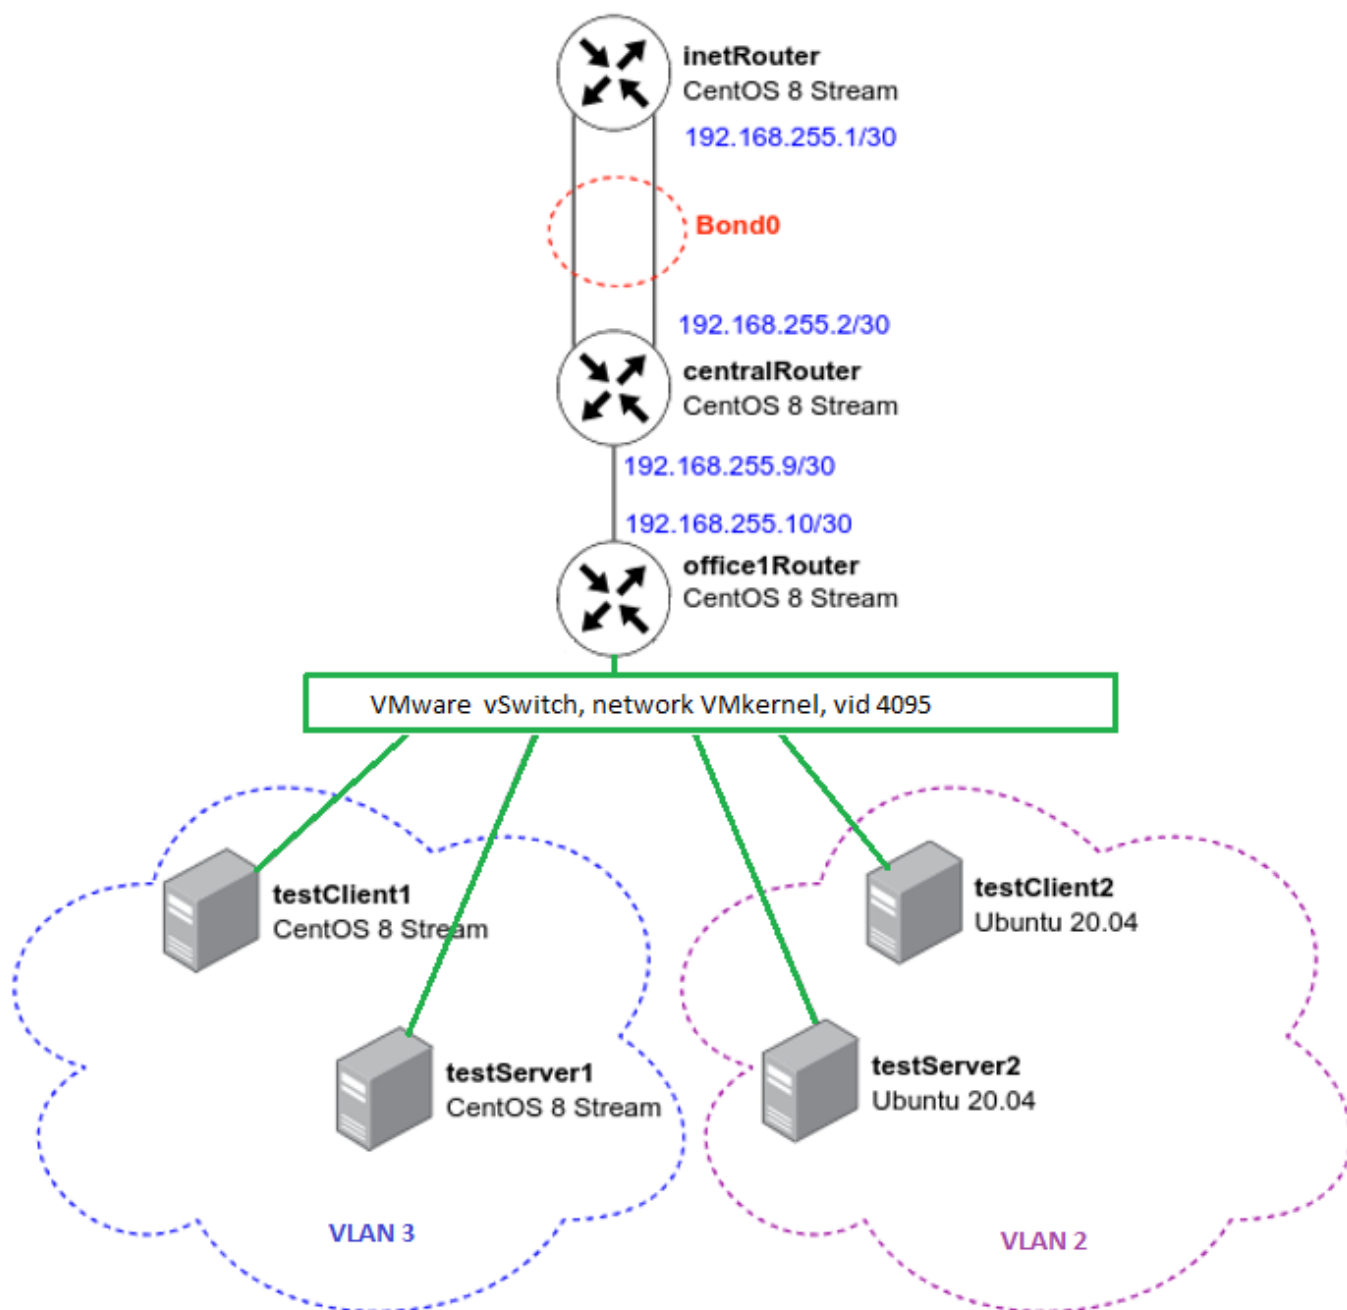 inetRouter
CentOS 8 Stream
192.168.255.1/30
Bond0
192.168.255.2/30
centralRouter
CentOS 8 Stream
192.168.255.9/30
192.168.255.10/30
office1Router
CentOS 8 Stream
VMware vSwitch, network VMkernel, vid 4095
testClient1
CentOS 8 Stream
testClient2
Ubuntu 20.04
testServer1
CentOS 8 Stream
testServer2
Ubuntu 20.04
VLAN 3
VLAN 2